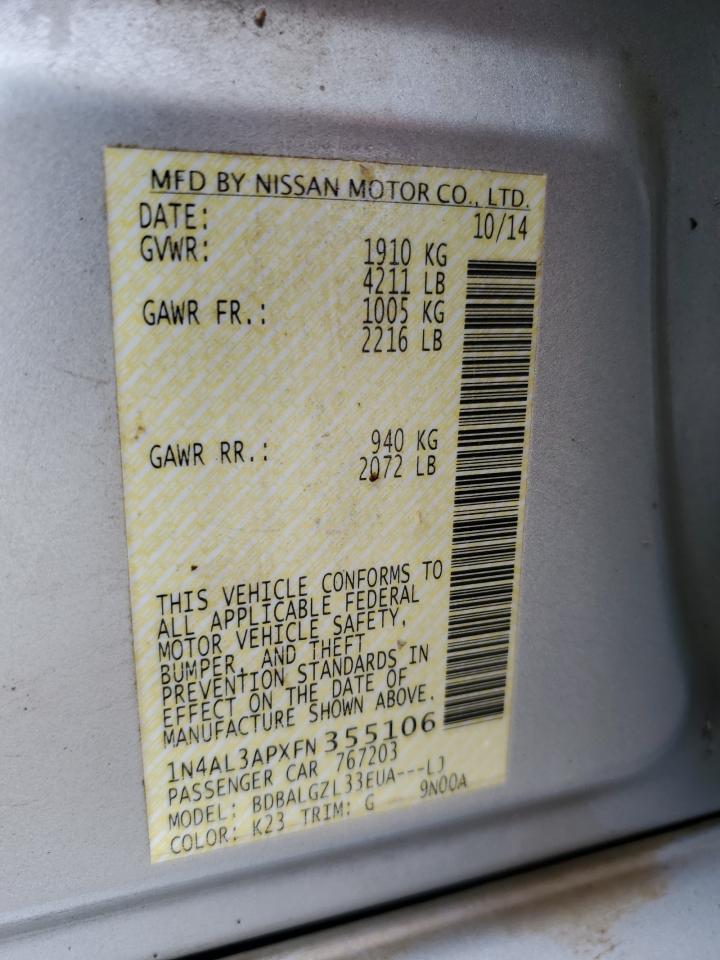 MFD BY NISSAN MOTOR CO., LTD.
DATE: 10/14
GVWR: 1910 KG
4211 LB
GAWR FR.: 1005 KG
2216 LB
GAWR RR.: 940 KG
2072 LB
THIS VEHICLE CONFORMS TO
ALL APPLICABLE FEDERAL
MOTOR VEHICLE SAFETY,
BUMPER, AND THEFT
PREVENTION STANDARDS IN
EFFECT ON THE DATE OF
MANUFACTURE SHOWN ABOVE.
1N4AL3APXFN355106
PASSENGER CAR 767203
MODEL: BDBALGZL33EUA---LJ
COLOR: K23 TRIM: G 9N00A